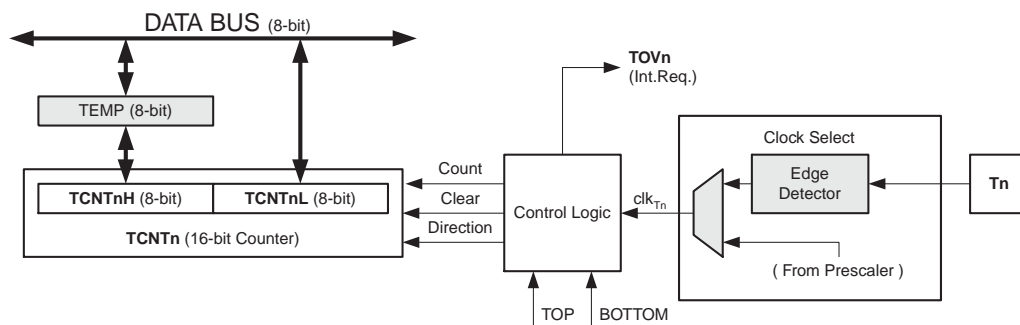 DATA BUS (8-bit)
TOVn
(Int.Req.)
TEMP (8-bit)
Clock Select
Count
Edge
Detector
Tn
TCNTnH (8-bit)
TCNTnL (8-bit)
Clear
Control Logic
clkTn
TCNTn (16-bit Counter)
Direction
( From Prescaler )
TOP
BOTTOM